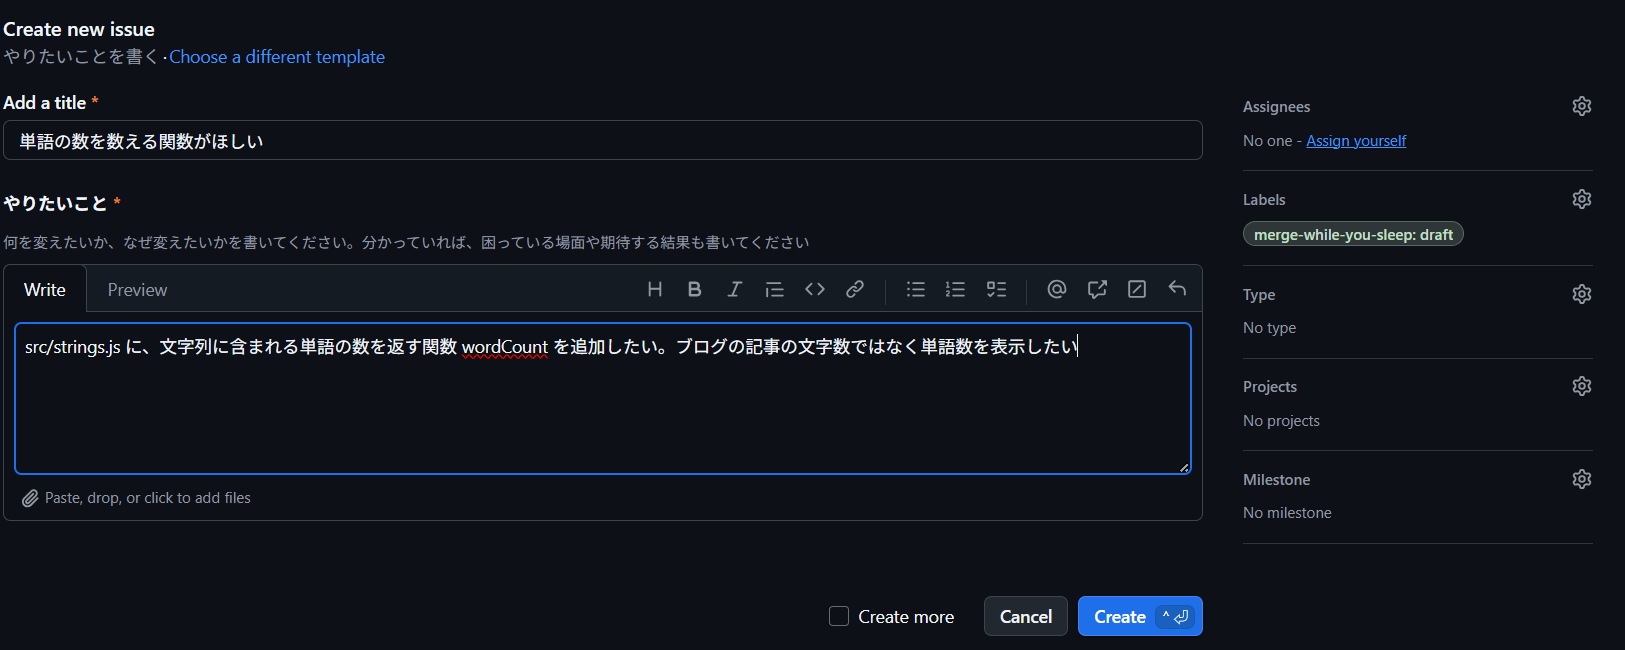 Create new issue
やりたいことを書く · Choose a different template
Add a title *
単語の数を数える関数がほしい
やりたいこと *
何を変えたいか、なぜ変えたいかを書いてください。分かっていれば、困っている場面や期待する結果も書いてください
Write Preview
src/strings.js に、文字列に含まれる単語の数を返す関数 wordCount を追加したい。ブログの記事の文字数ではなく単語数を表示したい
Paste, drop, or click to add files
Create more Cancel Create
Assignees
No one - Assign yourself
Labels
merge-while-you-sleep: draft
Type
No type
Projects
No projects
Milestone
No milestone